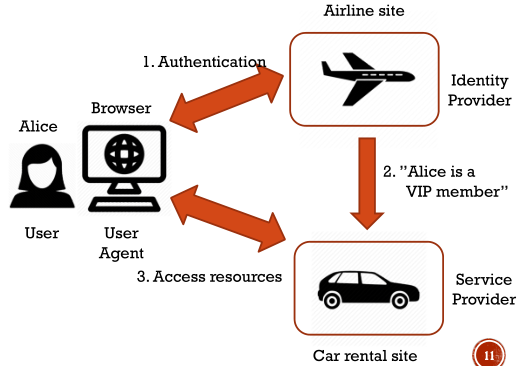 Airline site
1. Authentication
Identity
Provider
Browser
Alice
2. ”Alice is a
VIP member”
User
User
Agent
3. Access resources
Service
Provider
Car rental site
11